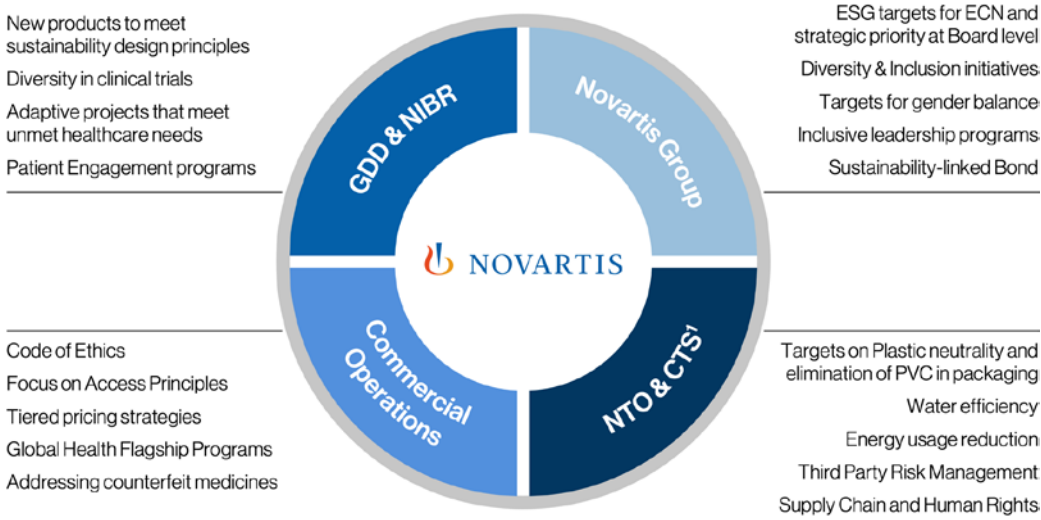 New products to meet
sustainability design principles
Diversity in clinical trials
Adaptive projects that meet
unmet healthcare needs
Patient Engagement programs
ESG targets for ECN and
strategic priority at Board level
Diversity & Inclusion initiatives
Targets for gender balance
Inclusive leadership programs
Sustainability-linked Bond
GDD & NIBR
Novartis Group
NOVARTIS
Commercial
Operations
NTO & CTS¹
Code of Ethics
Focus on Access Principles
Tiered pricing strategies
Global Health Flagship Programs
Addressing counterfeit medicines
Targets on Plastic neutrality and
elimination of PVC in packaging
Water efficiency
Energy usage reduction
Third Party Risk Management
Supply Chain and Human Rights